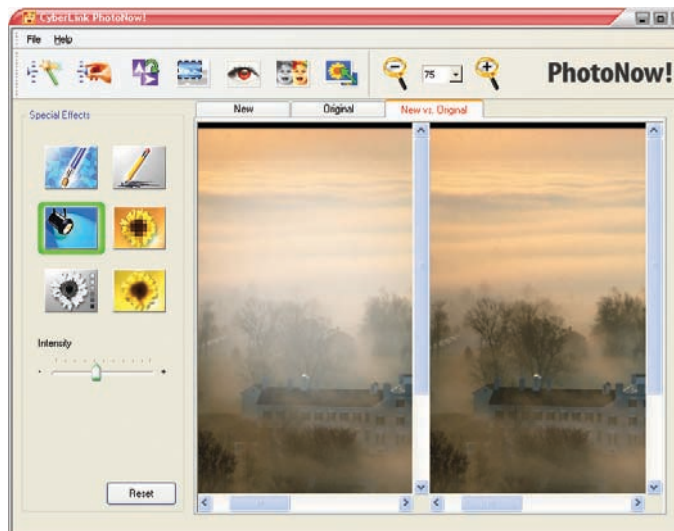 CyberLink PhotoNow!
File Help
75
PhotoNow!
Special Effects
New Original New vs. Original
Intensity
- +
Reset